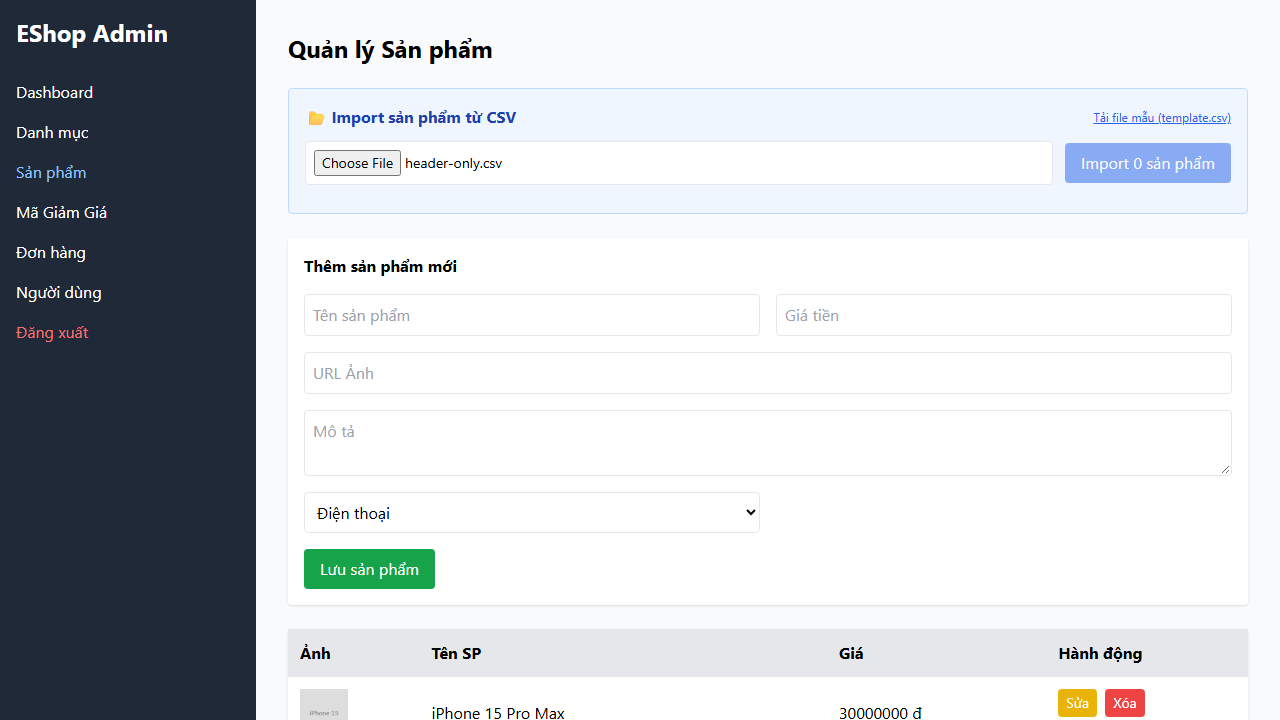 EShop Admin
Dashboard
Danh mục
Sản phẩm
Mã Giảm Giá
Đơn hàng
Người dùng
Đăng xuất
Quản lý Sản phẩm
📂 Import sản phẩm từ CSV
Tải file mẫu (template.csv)
Choose File header-only.csv
Import 0 sản phẩm
Thêm sản phẩm mới
Tên sản phẩm
Giá tiền
URL Ảnh
Mô tả
Điện thoại
Lưu sản phẩm
Ảnh Tên SP Giá Hành động
iPhone 15
iPhone 15 Pro Max 30000000 đ Sửa Xóa